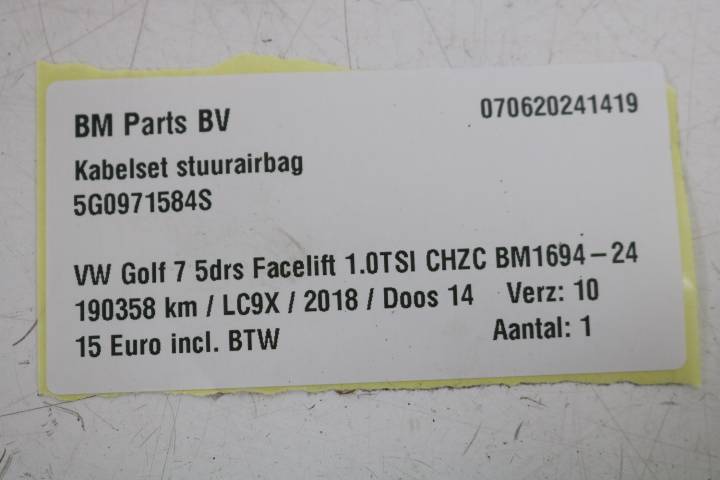 BM Parts BV 070620241419
Kabelset stuurairbag
5G0971584S
VW Golf 7 5drs Facelift 1.0TSI CHZC BM1694-24
190358 km / LC9X / 2018 / Doos 14 Verz: 10
15 Euro incl. BTW Aantal: 1